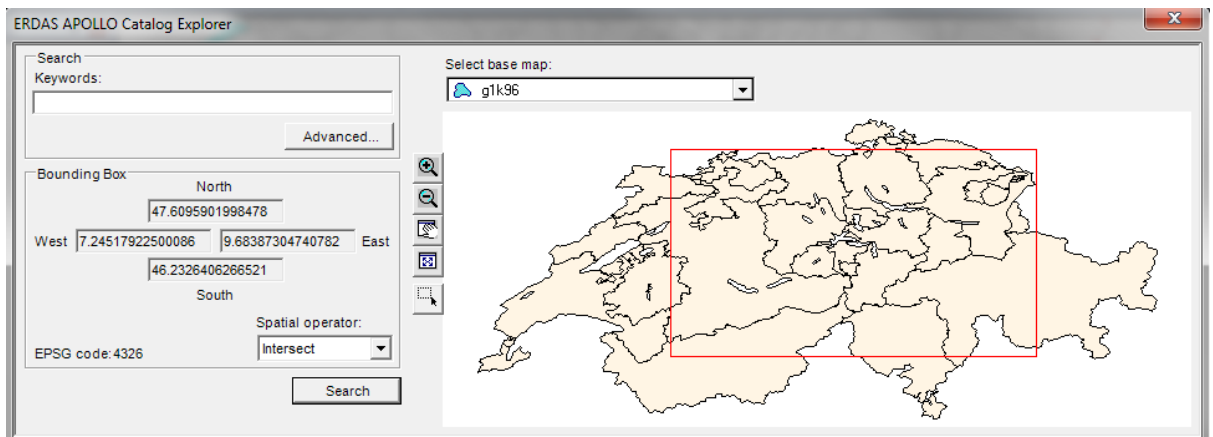 ERDAS APOLLO Catalog Explorer
Search
Keywords:
Advanced...
Bounding Box
North
47.6095901998478
West 7.24517922500086 9.68387304740782 East
46.2326406266521
South
Spatial operator:
EPSG code:4326 Intersect
Search
Select base map:
g1k96